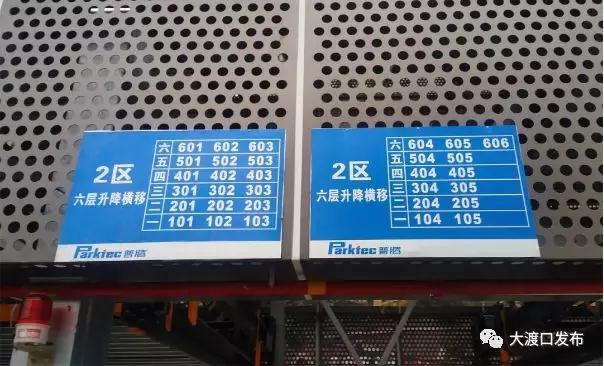 2区
六层升降横移
六 601 602 603
五 501 502 503
四 401 402 403
三 301 302 303
二 201 202 203
一 101 102 103
Parktec 普腾
2区
六层升降横移
六 604 605 606
五 504 505
四 404 405
三 304 305
二 204 205
一 104 105
Parktec 普腾
大渡口发布